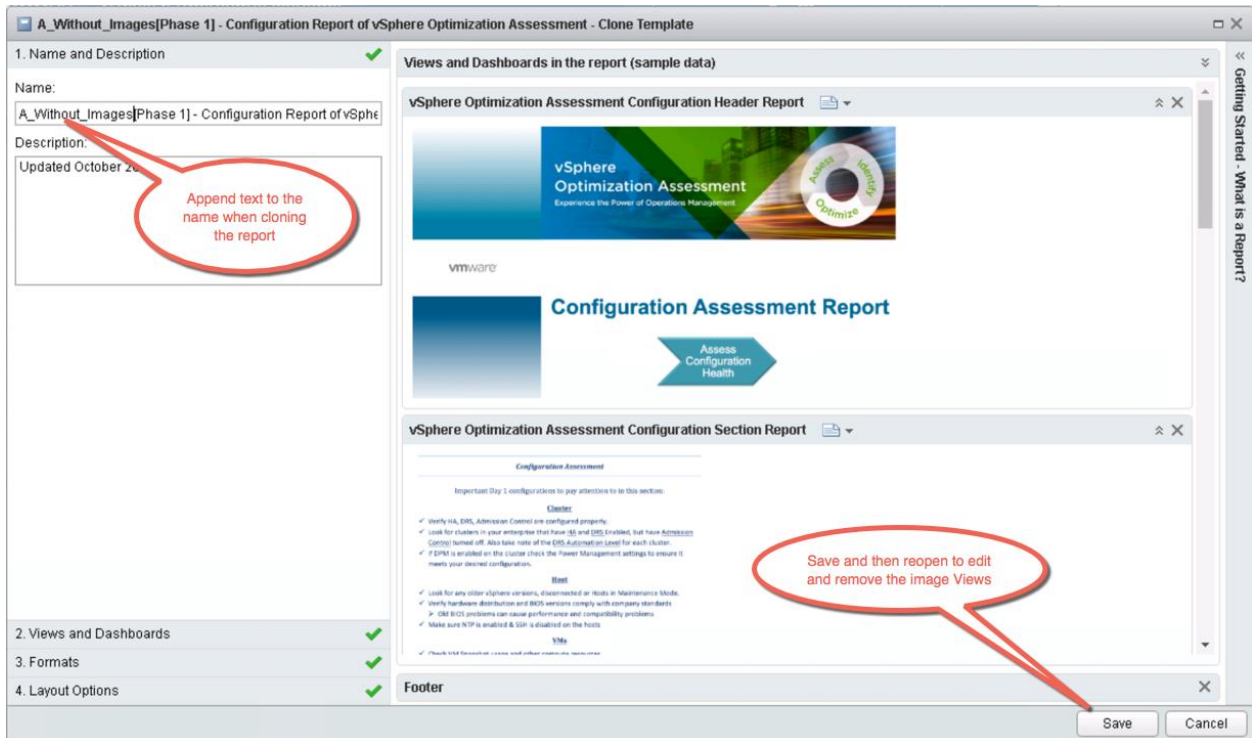 A_Without_Images[Phase 1] - Configuration Report of vSphere Optimization Assessment - Clone Template
1. Name and Description
Name:
A_Without_Images[Phase 1] - Configuration Report of vSphe
Description:
Updated October 20
Append text to the
name when cloning
the report
2. Views and Dashboards
3. Formats
4. Layout Options
Views and Dashboards in the report (sample data)
vSphere Optimization Assessment Configuration Header Report
vSphere
Optimization Assessment
Experience the Power of Operations Management
Assess
Identify
Optimize
vmware
Configuration Assessment Report
Assess
Configuration
Health
vSphere Optimization Assessment Configuration Section Report
Configuration Assessment
Important Day 1 configurations to pay attention to in this section:
Cluster
✓ Verify HA, DRS, Admission Control are configured properly.
✓ Look for clusters in your enterprise that have HA and DRS Enabled, but have Admission
Control turned off. Also take note of the DRS Automation Level for each cluster.
✓ If DPM is enabled on the cluster check the Power Management settings to ensure it
meets your desired configuration.
Host
✓ Look for any older vSphere versions, disconnected or Hosts in Maintenance Mode.
✓ Verify hardware distribution and BIOS versions comply with company standards
➢ Old BIOS problems can cause performance and compatibility problems
✓ Make sure NTP is enabled & SSH is disabled on the hosts
VMs
✓ Check VM Snapshot usage and other compute resources
Save and then reopen to edit
and remove the image Views
Footer
Save
Cancel
Getting Started - What is a Report?